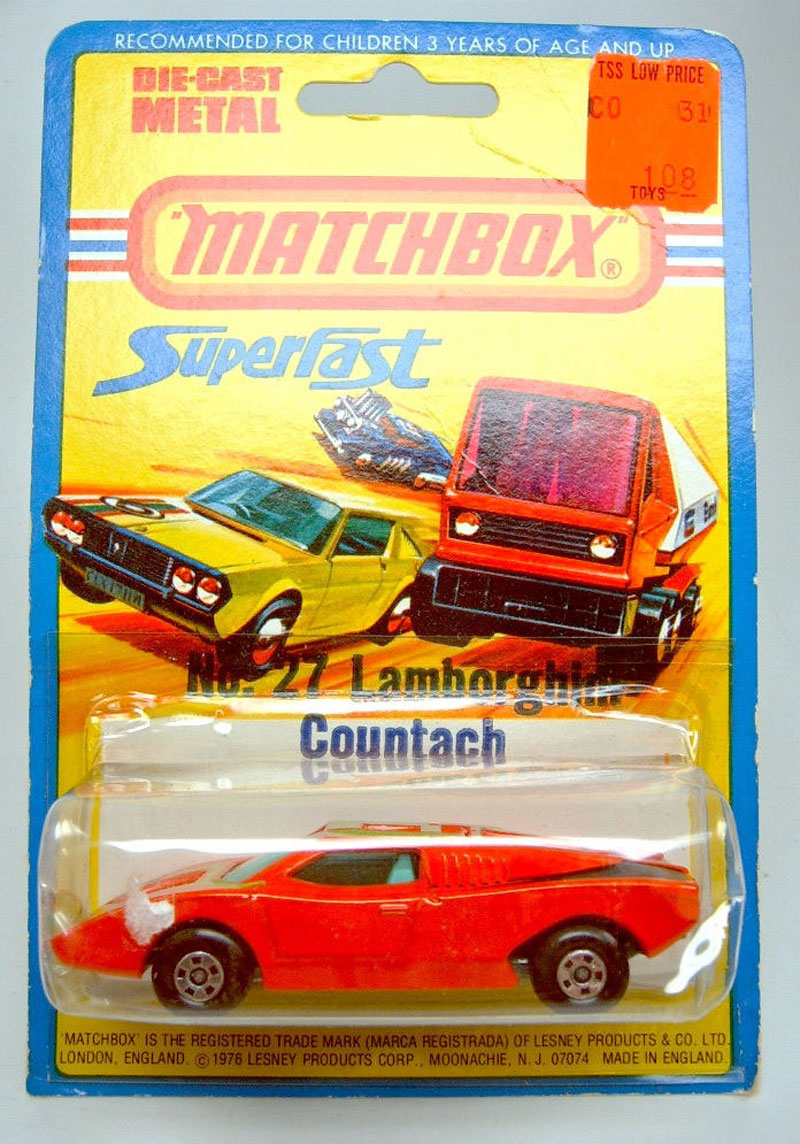 RECOMMENDED FOR CHILDREN 3 YEARS OF AGE AND UP
DIE-CAST
METAL
TSS LOW PRICE
CO 31
108
TOYS
"MATCHBOX"®
Superfast
No. 27 Lamborghini
Countach
'MATCHBOX' IS THE REGISTERED TRADE MARK (MARCA REGISTRADA) OF LESNEY PRODUCTS & CO. LTD.
LONDON, ENGLAND. © 1976 LESNEY PRODUCTS CORP., MOONACHIE, N. J. 07074 MADE IN ENGLAND.